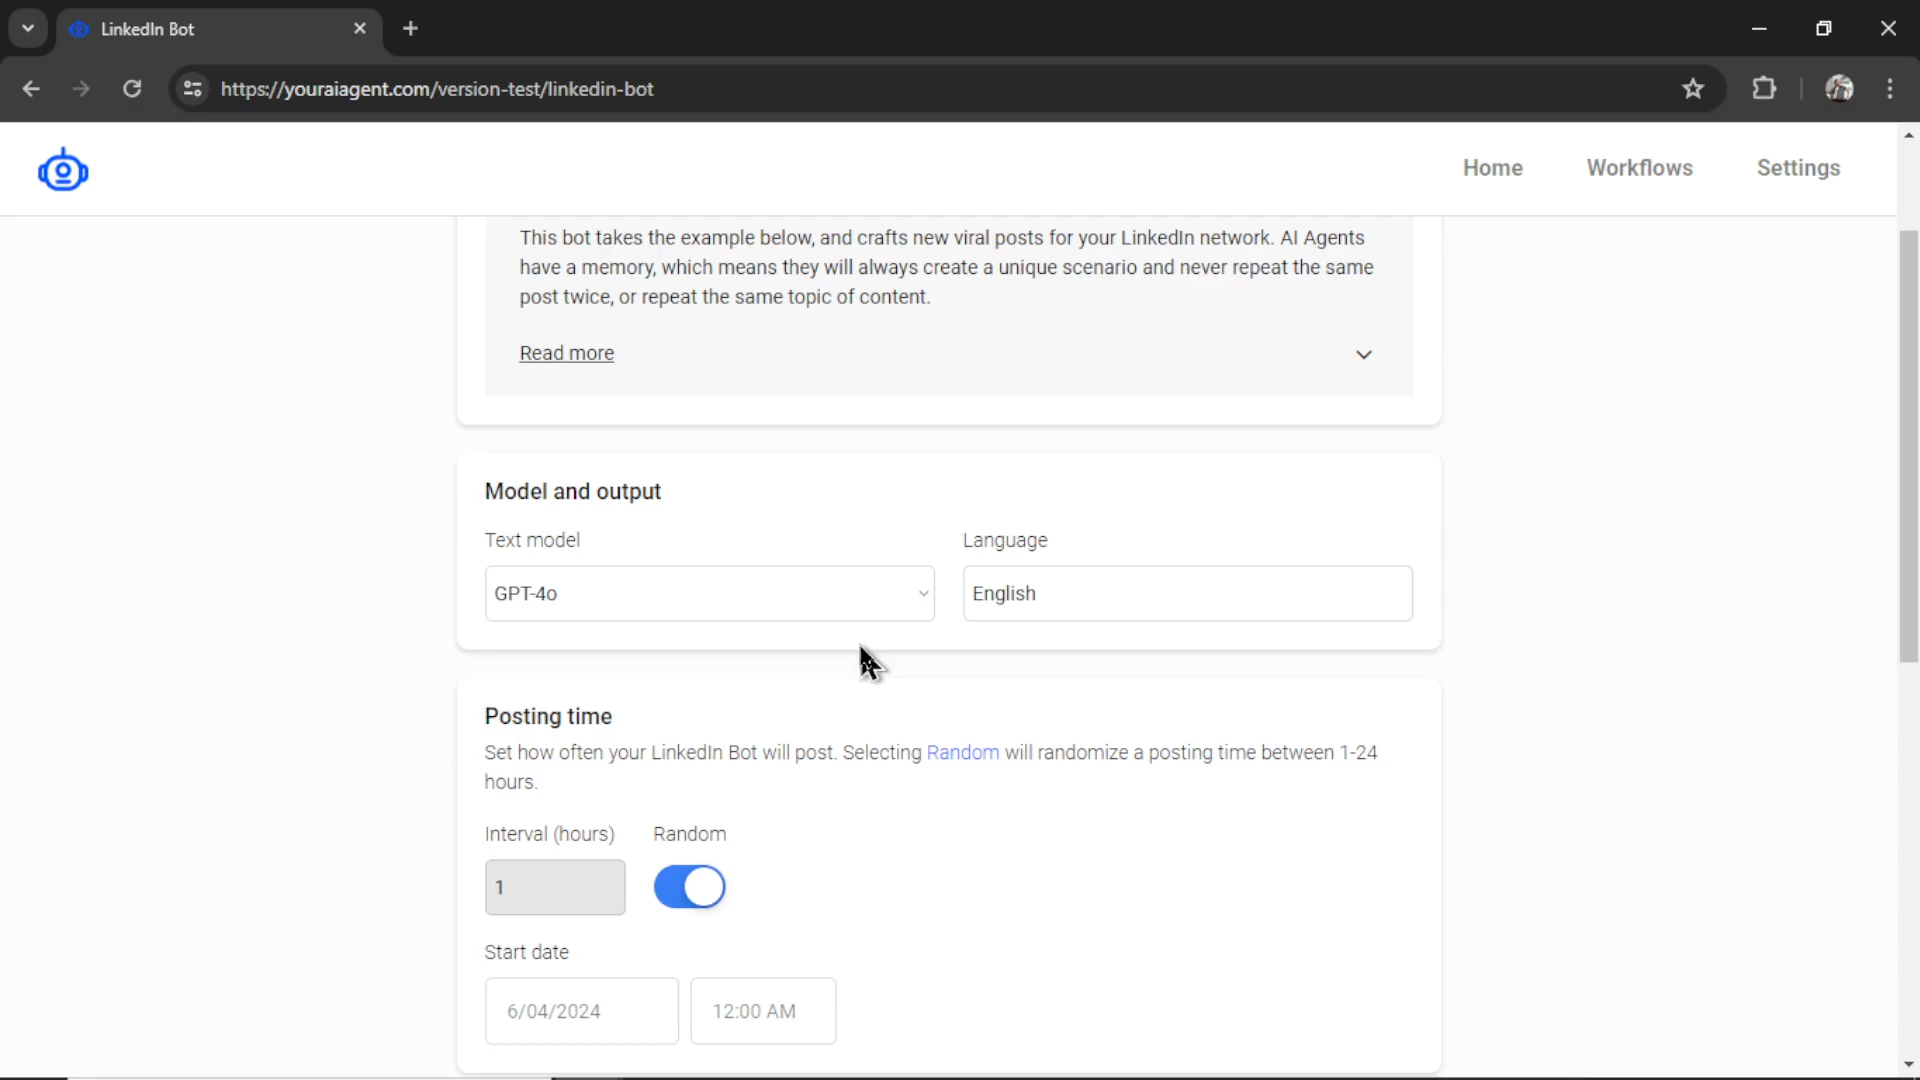 LinkedIn Bot
https://youraiagent.com/version-test/linkedin-bot
Home Workflows Settings
This bot takes the example below, and crafts new viral posts for your LinkedIn network. AI Agents
have a memory, which means they will always create a unique scenario and never repeat the same
post twice, or repeat the same topic of content.
Read more
Model and output
Text model Language
GPT-4o English
Posting time
Set how often your LinkedIn Bot will post. Selecting Random will randomize a posting time between 1-24
hours.
Interval (hours) Random
1
Start date
6/04/2024 12:00 AM